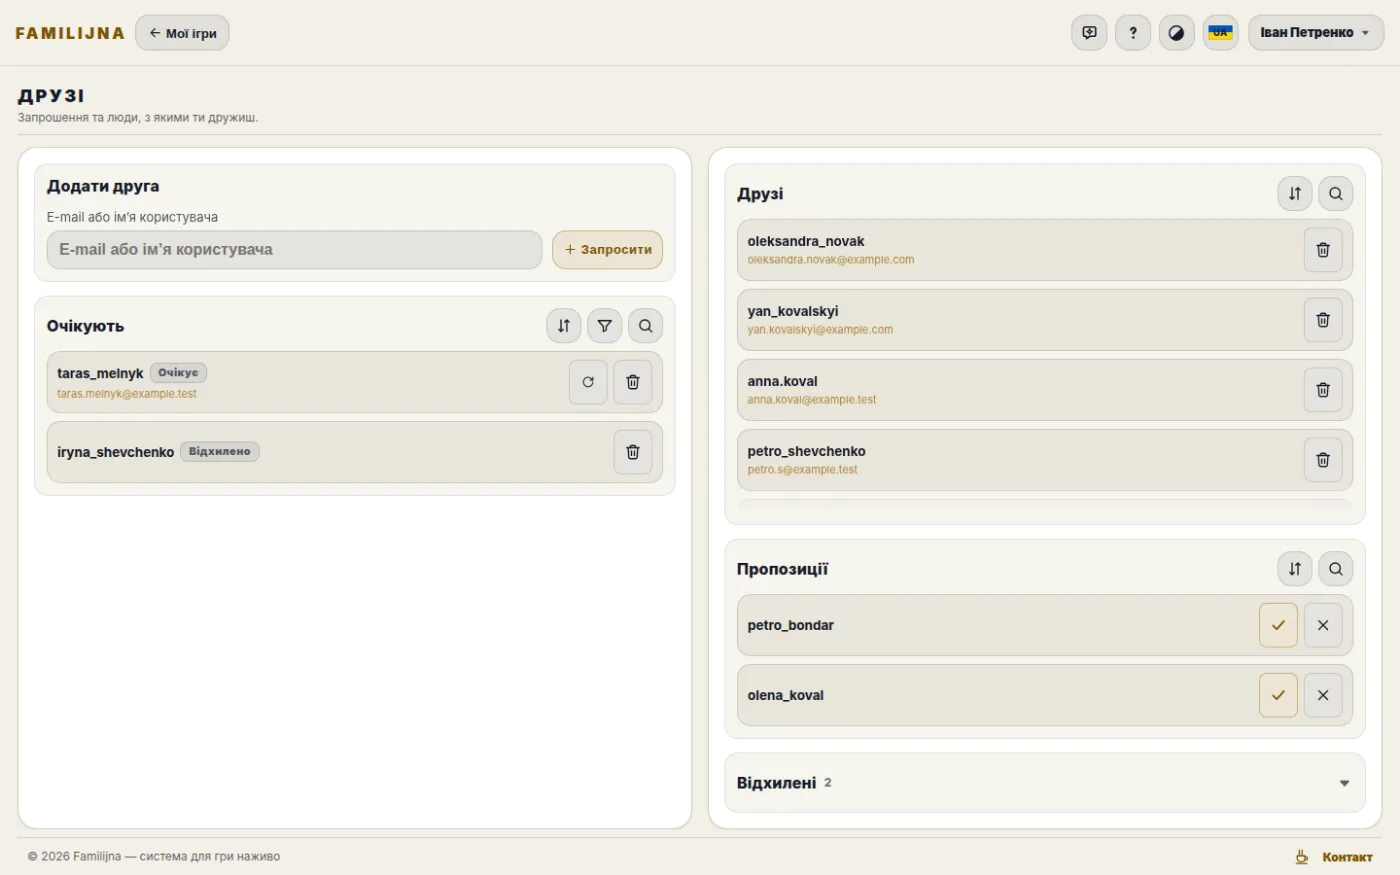 FAMILIJNA
← Мої ігри
?
UA
Іван Петренко
ДРУЗІ
Запрошення та люди, з якими ти дружиш.
Додати друга
E-mail або ім’я користувача
E-mail або ім’я користувача
+ Запросити
Очікують
taras_melnyk Очікує
taras.melnyk@example.test
iryna_shevchenko Відхилено
Друзі
oleksandra_novak
oleksandra.novak@example.com
yan_kovalskyi
yan.kovalskyi@example.com
anna.koval
anna.koval@example.test
petro_shevchenko
petro.s@example.test
Пропозиції
petro_bondar
olena_koval
Відхилені 2
© 2026 Familijna — система для гри наживо
Контакт